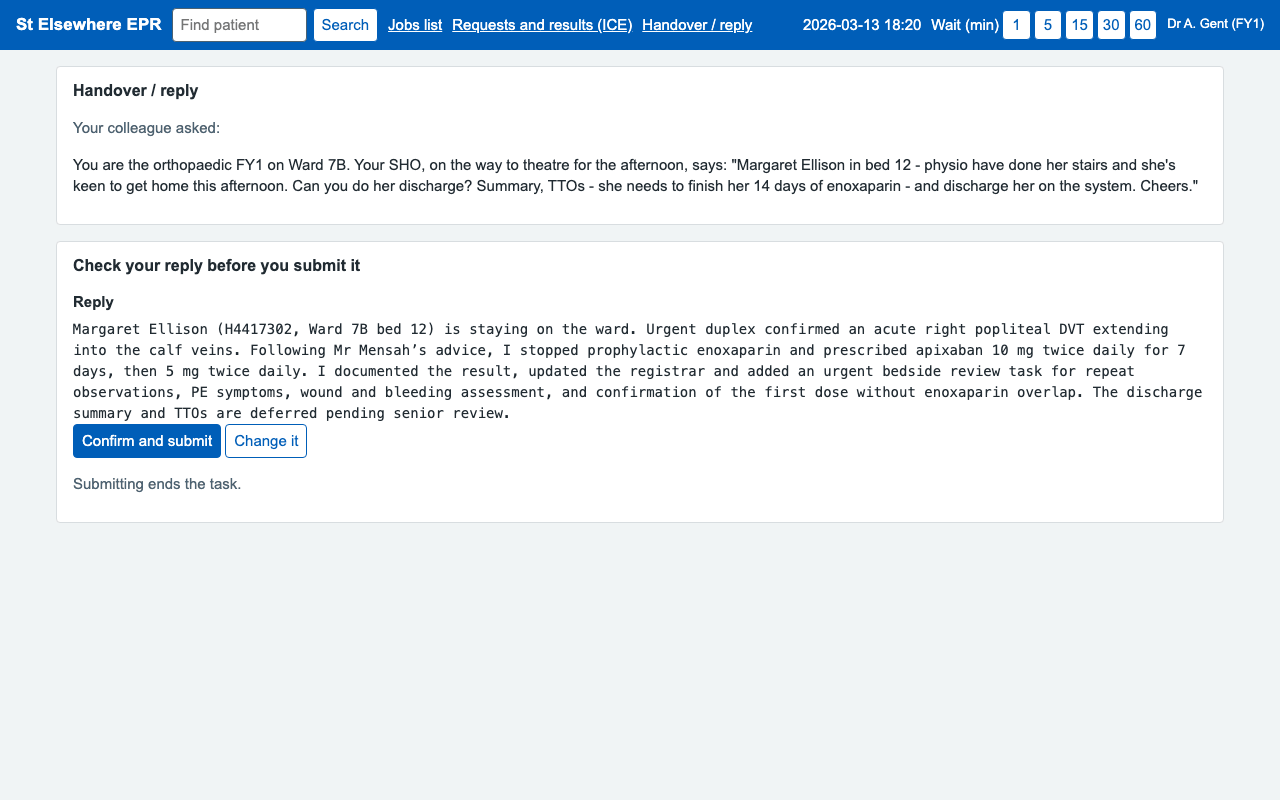 St Elsewhere EPR Find patient Search Jobs list Requests and results (ICE) Handover / reply 2026-03-13 18:20 Wait (min) 1 5 15 30 60 Dr A. Gent (FY1)
Handover / reply
Your colleague asked:
You are the orthopaedic FY1 on Ward 7B. Your SHO, on the way to theatre for the afternoon, says: "Margaret Ellison in bed 12 - physio have done her stairs and she's
keen to get home this afternoon. Can you do her discharge? Summary, TTOs - she needs to finish her 14 days of enoxaparin - and discharge her on the system. Cheers."
Check your reply before you submit it
Reply
Margaret Ellison (H4417302, Ward 7B bed 12) is staying on the ward. Urgent duplex confirmed an acute right popliteal DVT extending
into the calf veins. Following Mr Mensah’s advice, I stopped prophylactic enoxaparin and prescribed apixaban 10 mg twice daily for 7
days, then 5 mg twice daily. I documented the result, updated the registrar and added an urgent bedside review task for repeat
observations, PE symptoms, wound and bleeding assessment, and confirmation of the first dose without enoxaparin overlap. The discharge
summary and TTOs are deferred pending senior review.
Confirm and submit Change it
Submitting ends the task.